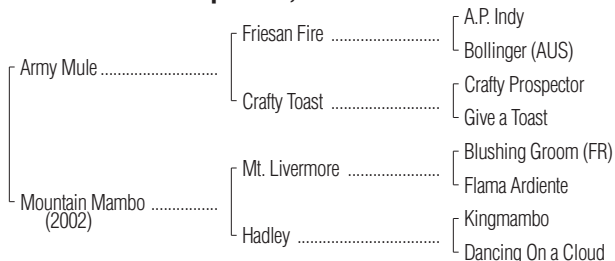 A.P. Indy
Friesan Fire ........................
Bollinger (AUS)
Army Mule ..........................
Crafty Prospector
Crafty Toast ........................
Give a Toast
Blushing Groom (FR)
Mt. Livermore .....................
Flama Ardiente
Mountain Mambo ...............
(2002)
Kingmambo
Hadley ................................
Dancing On a Cloud